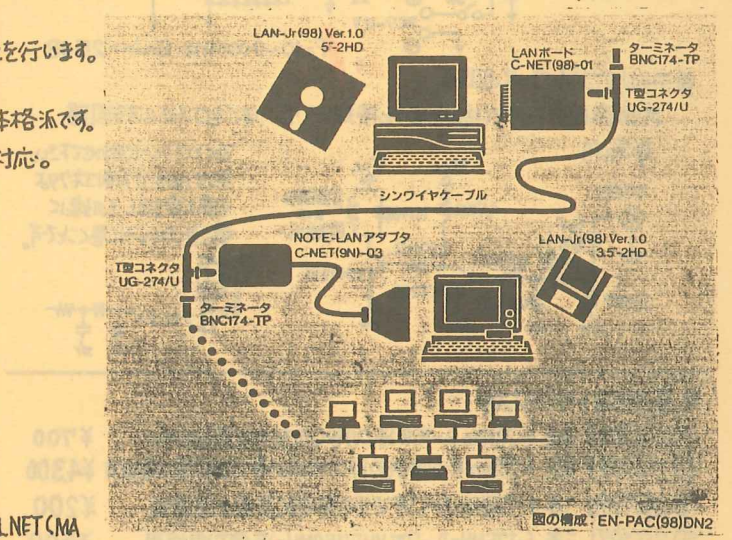 を行います。
本格派です。
対応。
LAN-Jr(98) Ver.1.0
5"-2HD
LANボード
C-NET(98)-01
ターミネータ
BNC174-TP
T型コネクタ
UG-274/U
シンワイヤケーブル
NOTE-LANアダプタ
C-NET(9N)-03
LAN-Jr(98) Ver.1.0
3.5"-2HD
T型コネクタ
UG-274/U
ターミネータ
BNC174-TP
図の構成:EN-PAC(98)DN2
LNET(MA